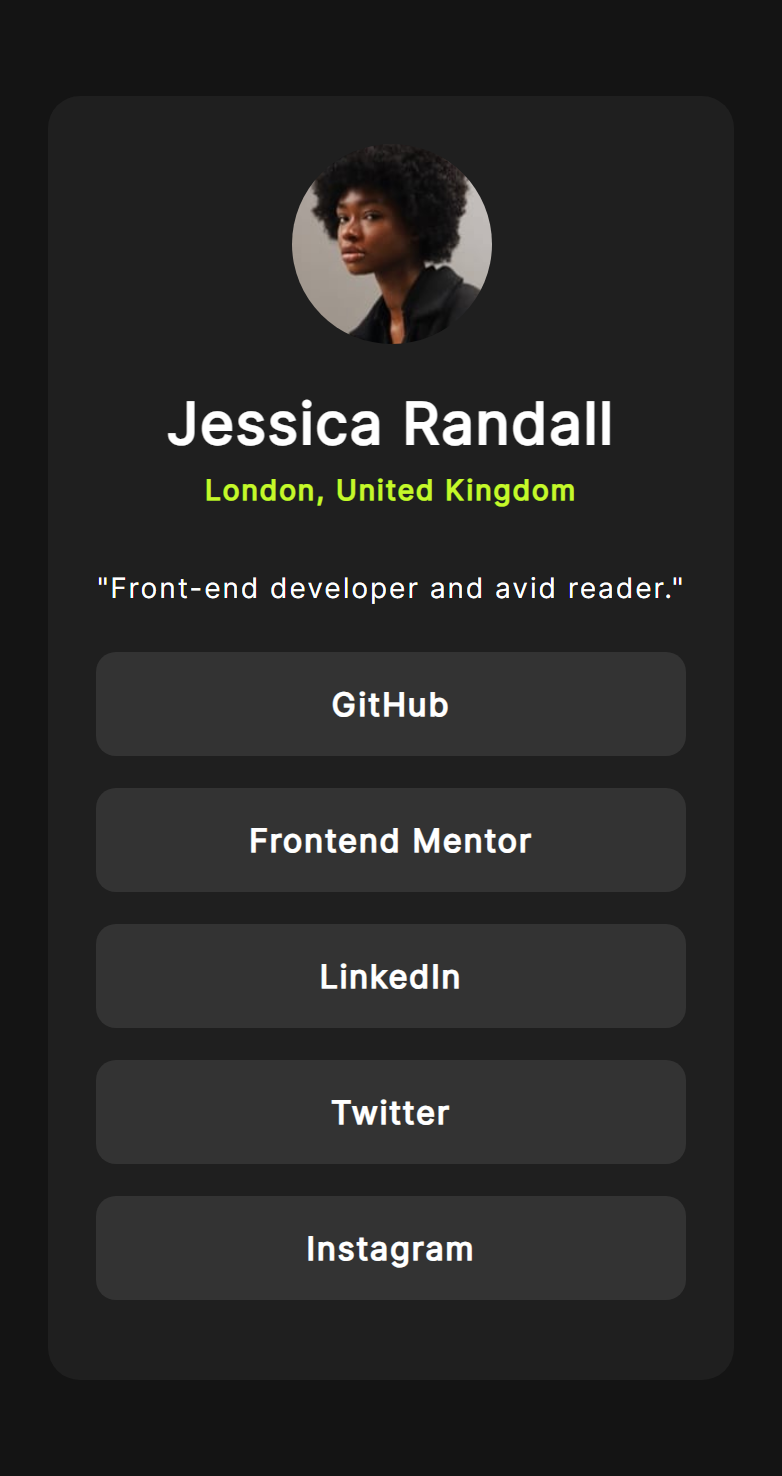 Jessica Randall
London, United Kingdom
"Front-end developer and avid reader."
GitHub
Frontend Mentor
LinkedIn
Twitter
Instagram